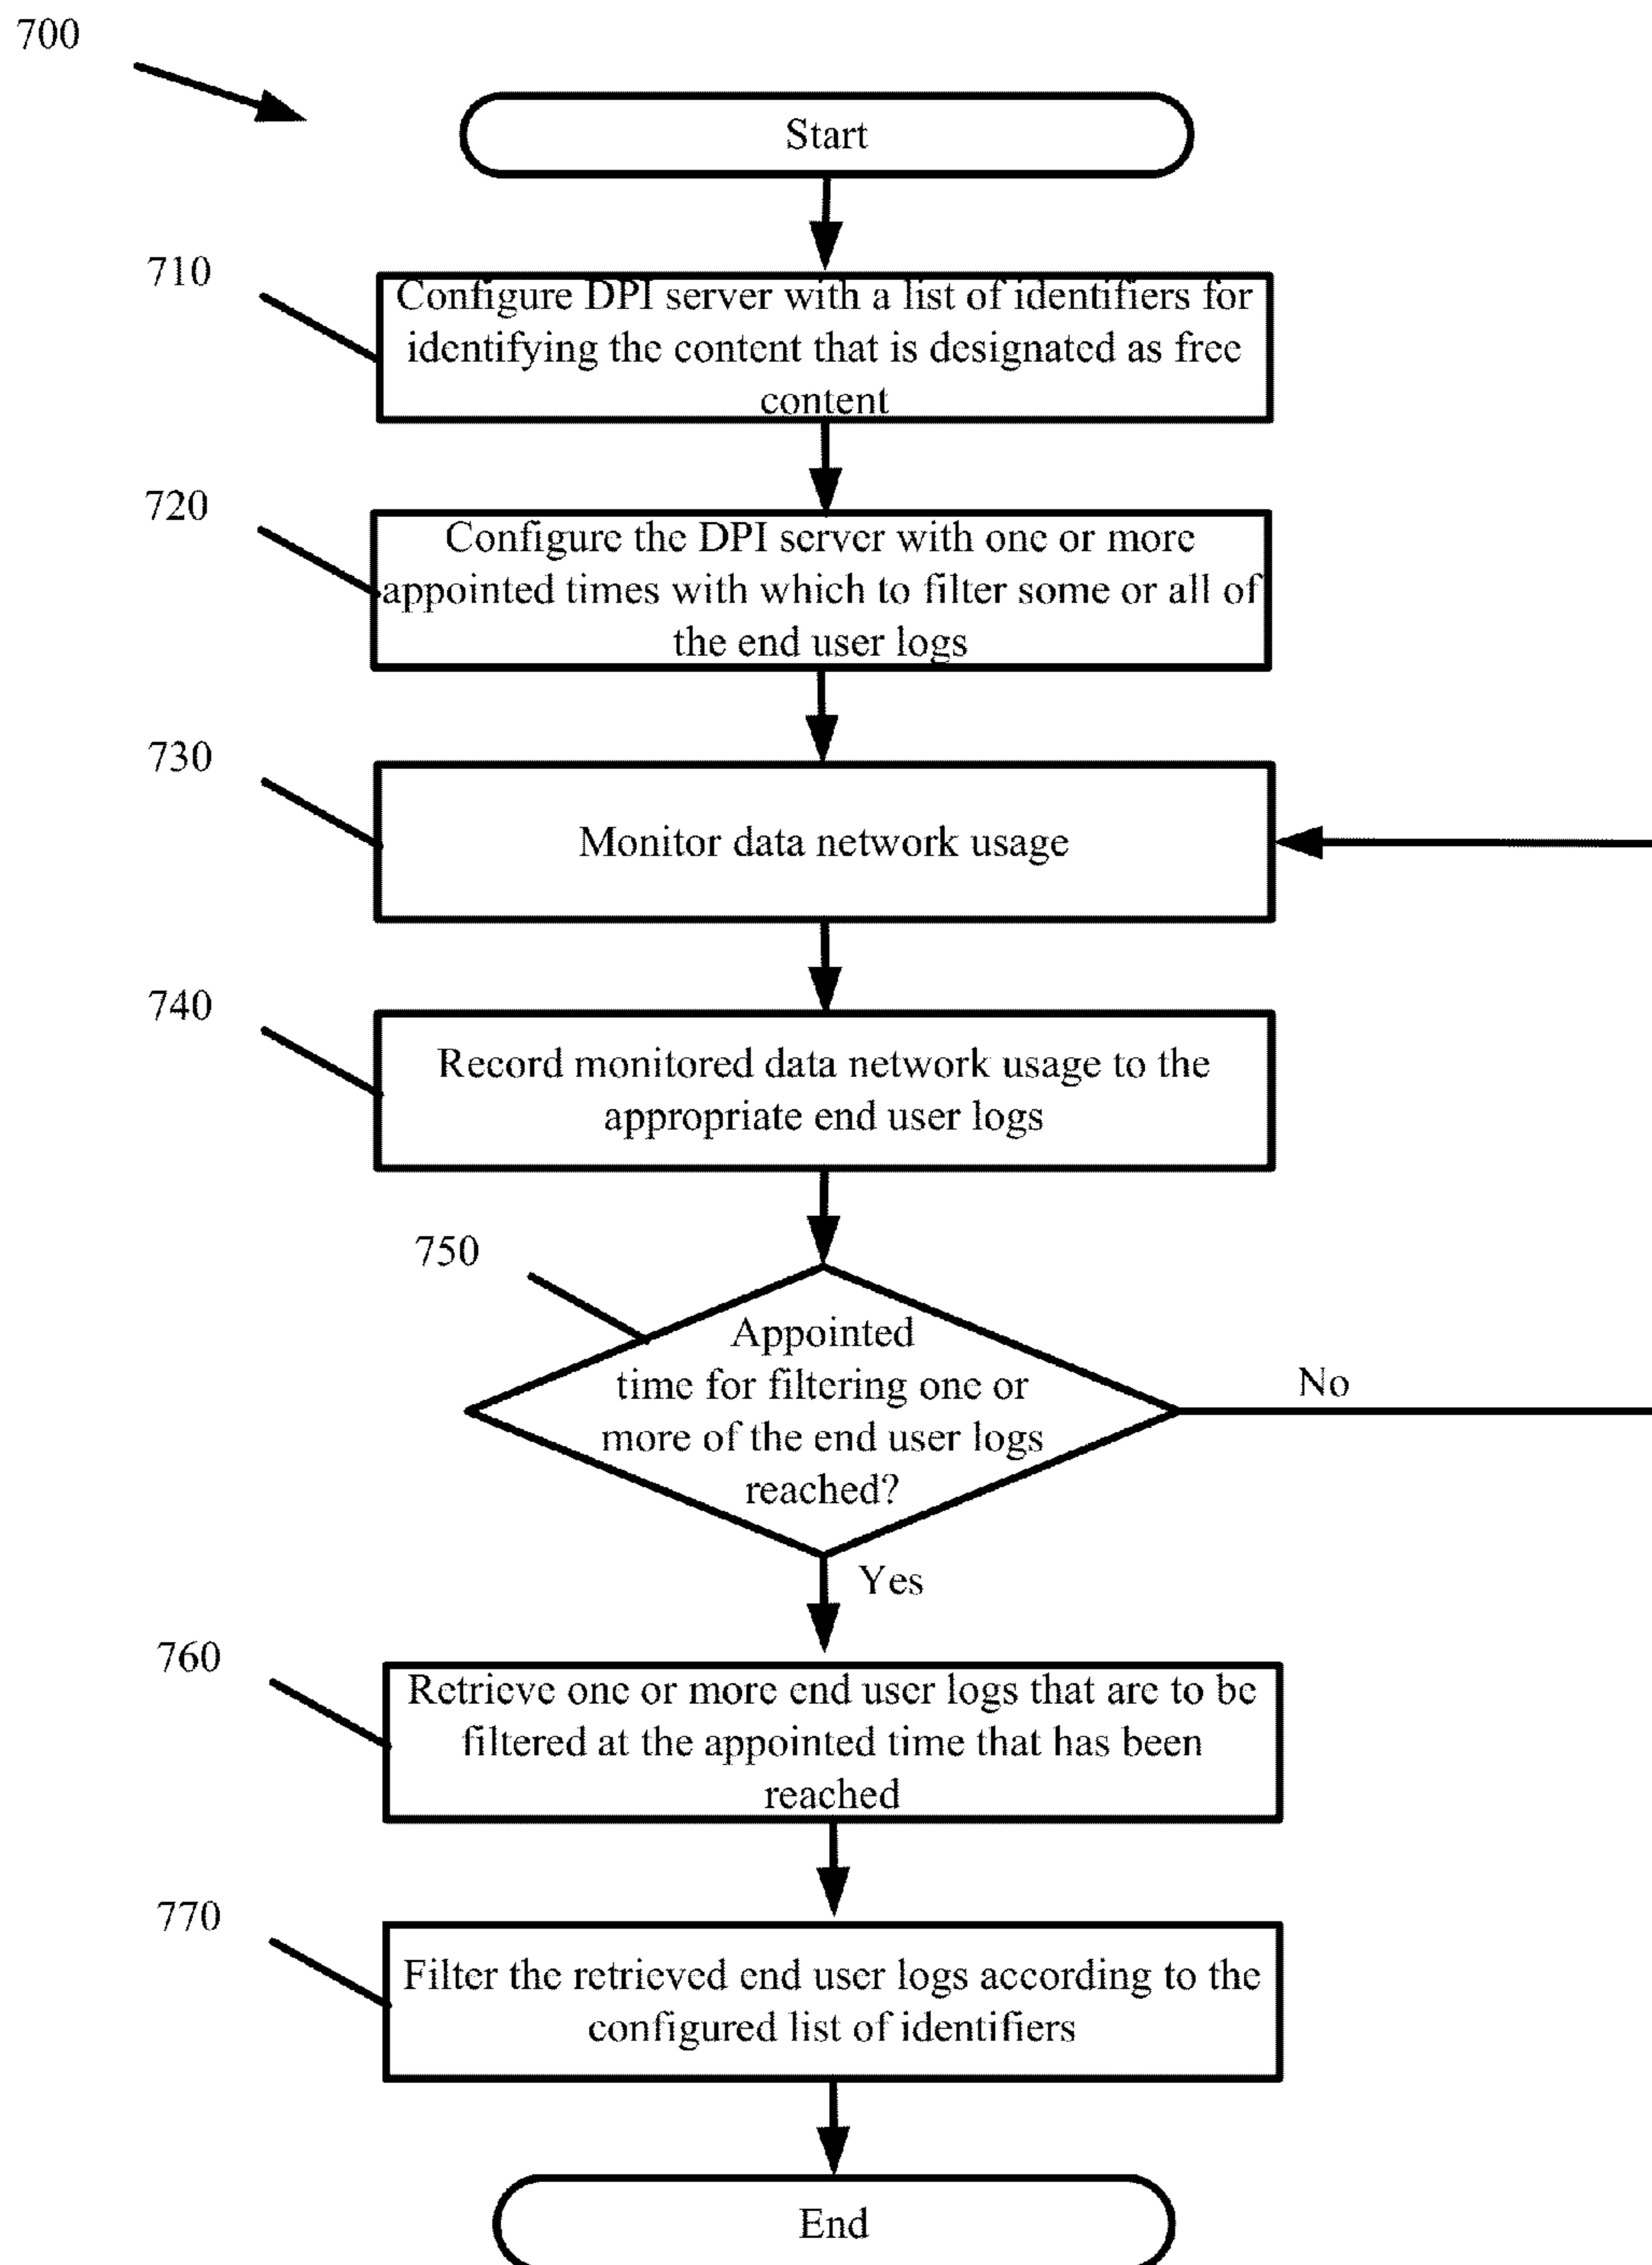 700
Start
710
Configure DPI server with a list of identifiers for
identifying the content that is designated as free
content
720
Configure the DPI server with one or more
appointed times with which to filter some or all of
the end user logs
730
Monitor data network usage
740
Record monitored data network usage to the
appropriate end user logs
750
Appointed
time for filtering one or
more of the end user logs
reached?
No
Yes
760
Retrieve one or more end user logs that are to be
filtered at the appointed time that has been
reached
770
Filter the retrieved end user logs according to the
configured list of identifiers
End